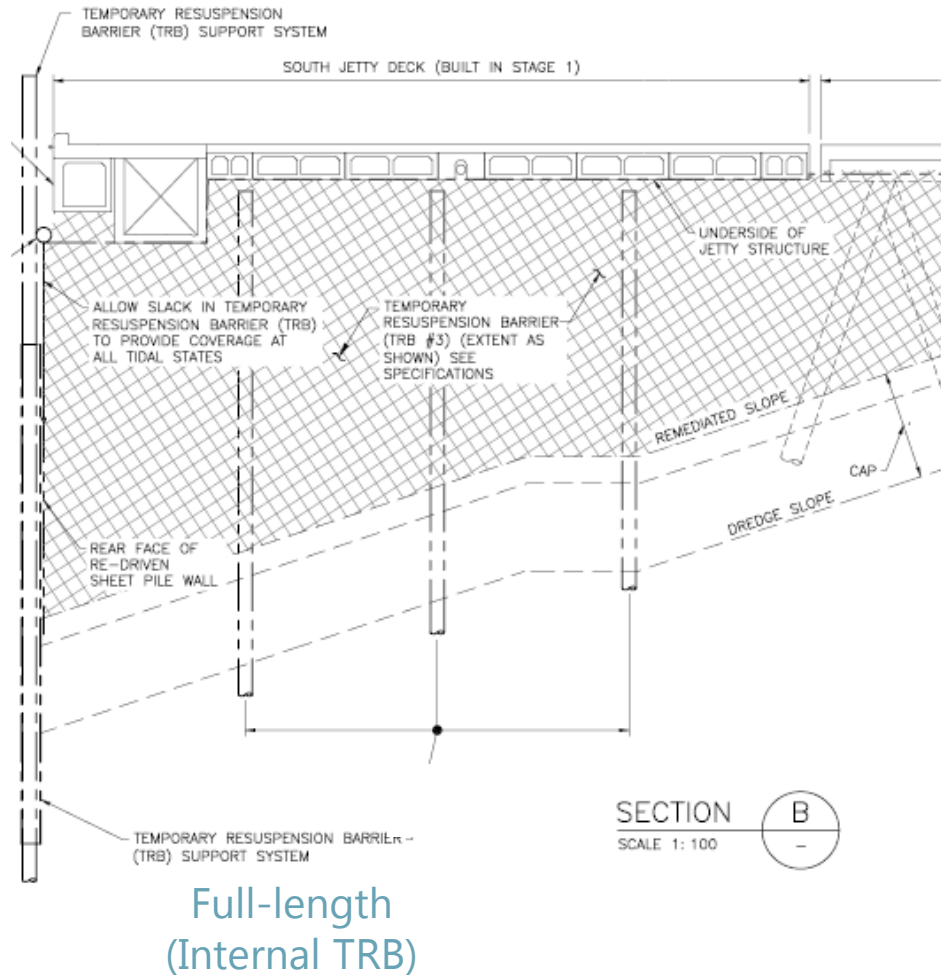 TEMPORARY RESUSPENSION
BARRIER (TRB) SUPPORT SYSTEM
SOUTH JETTY DECK (BUILT IN STAGE 1)
UNDERSIDE OF
JETTY STRUCTURE
ALLOW SLACK IN TEMPORARY
RESUSPENSION BARRIER (TRB)
TO PROVIDE COVERAGE AT
ALL TIDAL STATES
TEMPORARY
RESUSPENSION BARRIER
(TRB #3) (EXTENT AS
SHOWN) SEE
SPECIFICATIONS
REMEDIATED SLOPE
CAP
DREDGE SLOPE
REAR FACE OF
RE-DRIVEN
SHEET PILE WALL
SECTION
B
SCALE 1: 100
-
TEMPORARY RESUSPENSION BARRIER
(TRB) SUPPORT SYSTEM
Full-length
(Internal TRB)